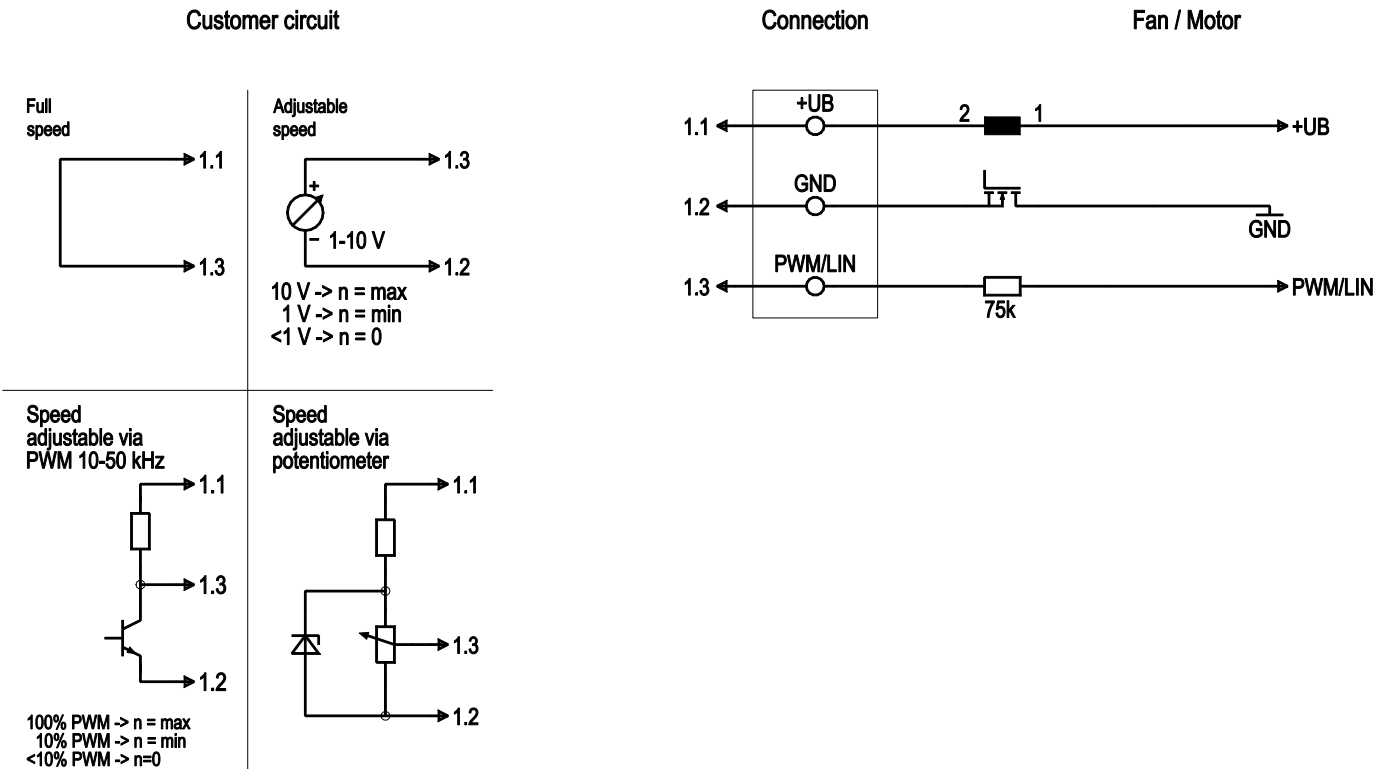 Customer circuit
Connection
Fan / Motor
Full
speed
1.1
1.3
Adjustable
speed
1.3
+
–
1-10 V
1.2
10 V -> n = max
1 V -> n = min
<1 V -> n = 0
Speed
adjustable via
PWM 10-50 kHz
1.1
1.3
1.2
100% PWM -> n = max
10% PWM -> n = min
<10% PWM -> n=0
Speed
adjustable via
potentiometer
1.1
1.3
1.2
+UB
1.1
2
1
+UB
GND
1.2
GND
PWM/LIN
1.3
75k
PWM/LIN